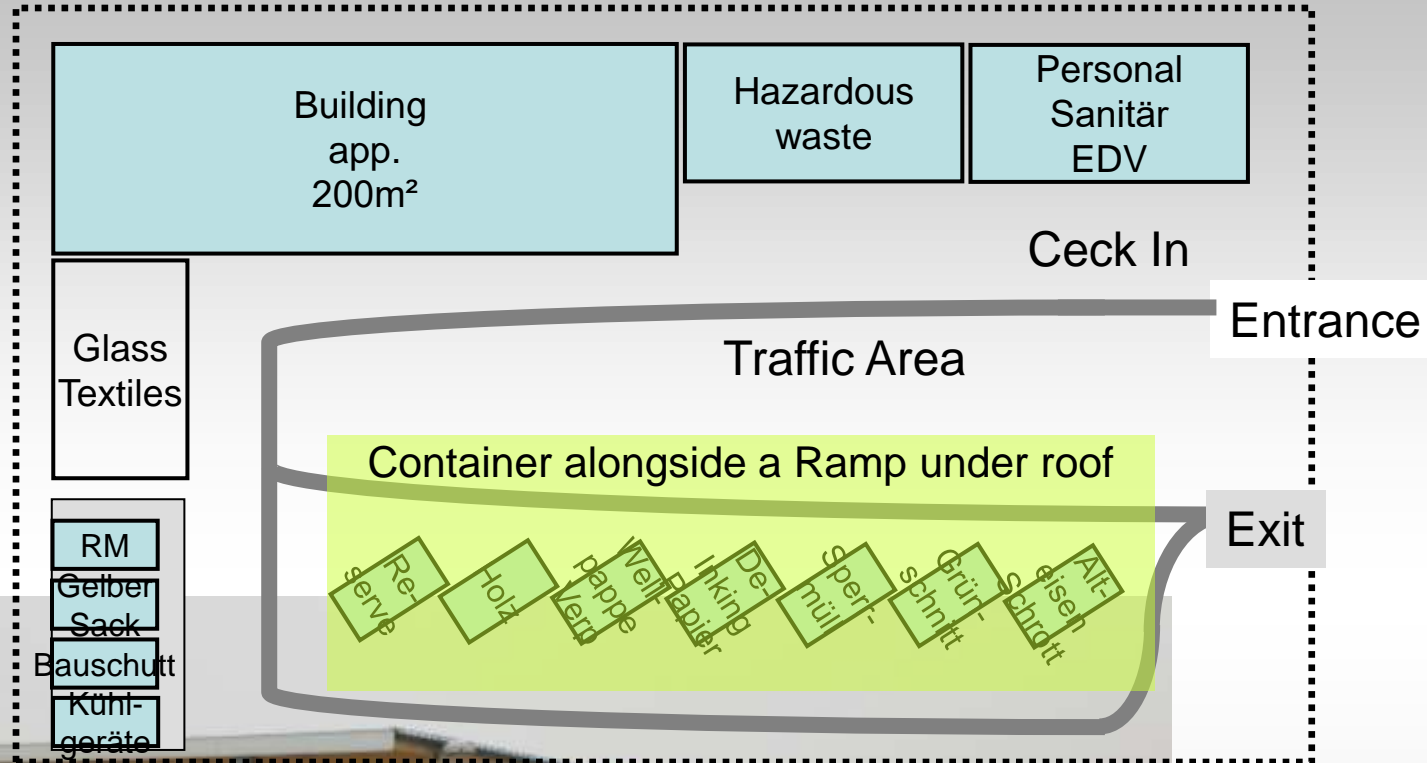 Building
app.
200m²
Hazardous
waste
Personal
Sanitär
EDV
Ceck In
Entrance
Glass
Textiles
Traffic Area
Container alongside a Ramp under roof
Exit
RM
Gelber
Sack
Bauschutt
Kühl-
geräte
Re-
serve
Holz
Well-
pappe
Verp
De-
Inking
Papier
Sperr-
müll
Grün-
schnitt
Alt-
eisen
Schrott